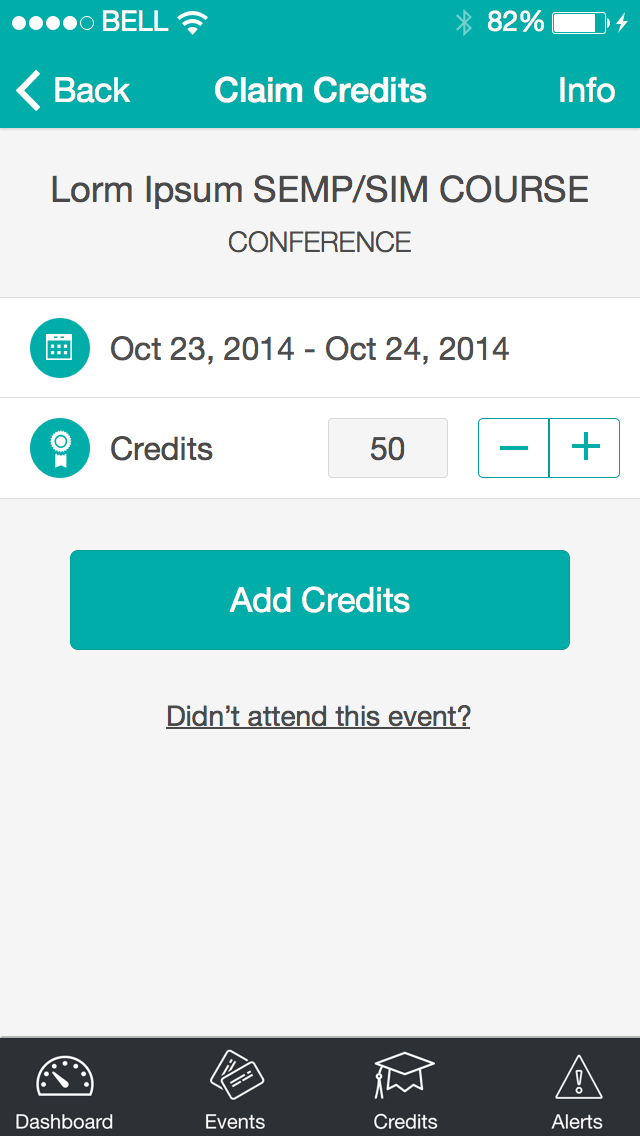 BELL 82%
Back Claim Credits Info
Lorm Ipsum SEMP/SIM COURSE
CONFERENCE
Oct 23, 2014 - Oct 24, 2014
Credits 50 − +
Add Credits
Didn’t attend this event?
Dashboard Events Credits Alerts